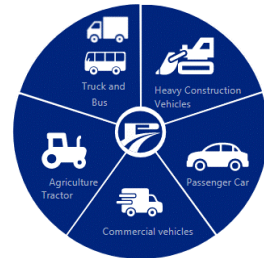 Truck and
Bus
Heavy Construction
Vehicles
Agriculture
Tractor
Passenger Car
Commercial vehicles